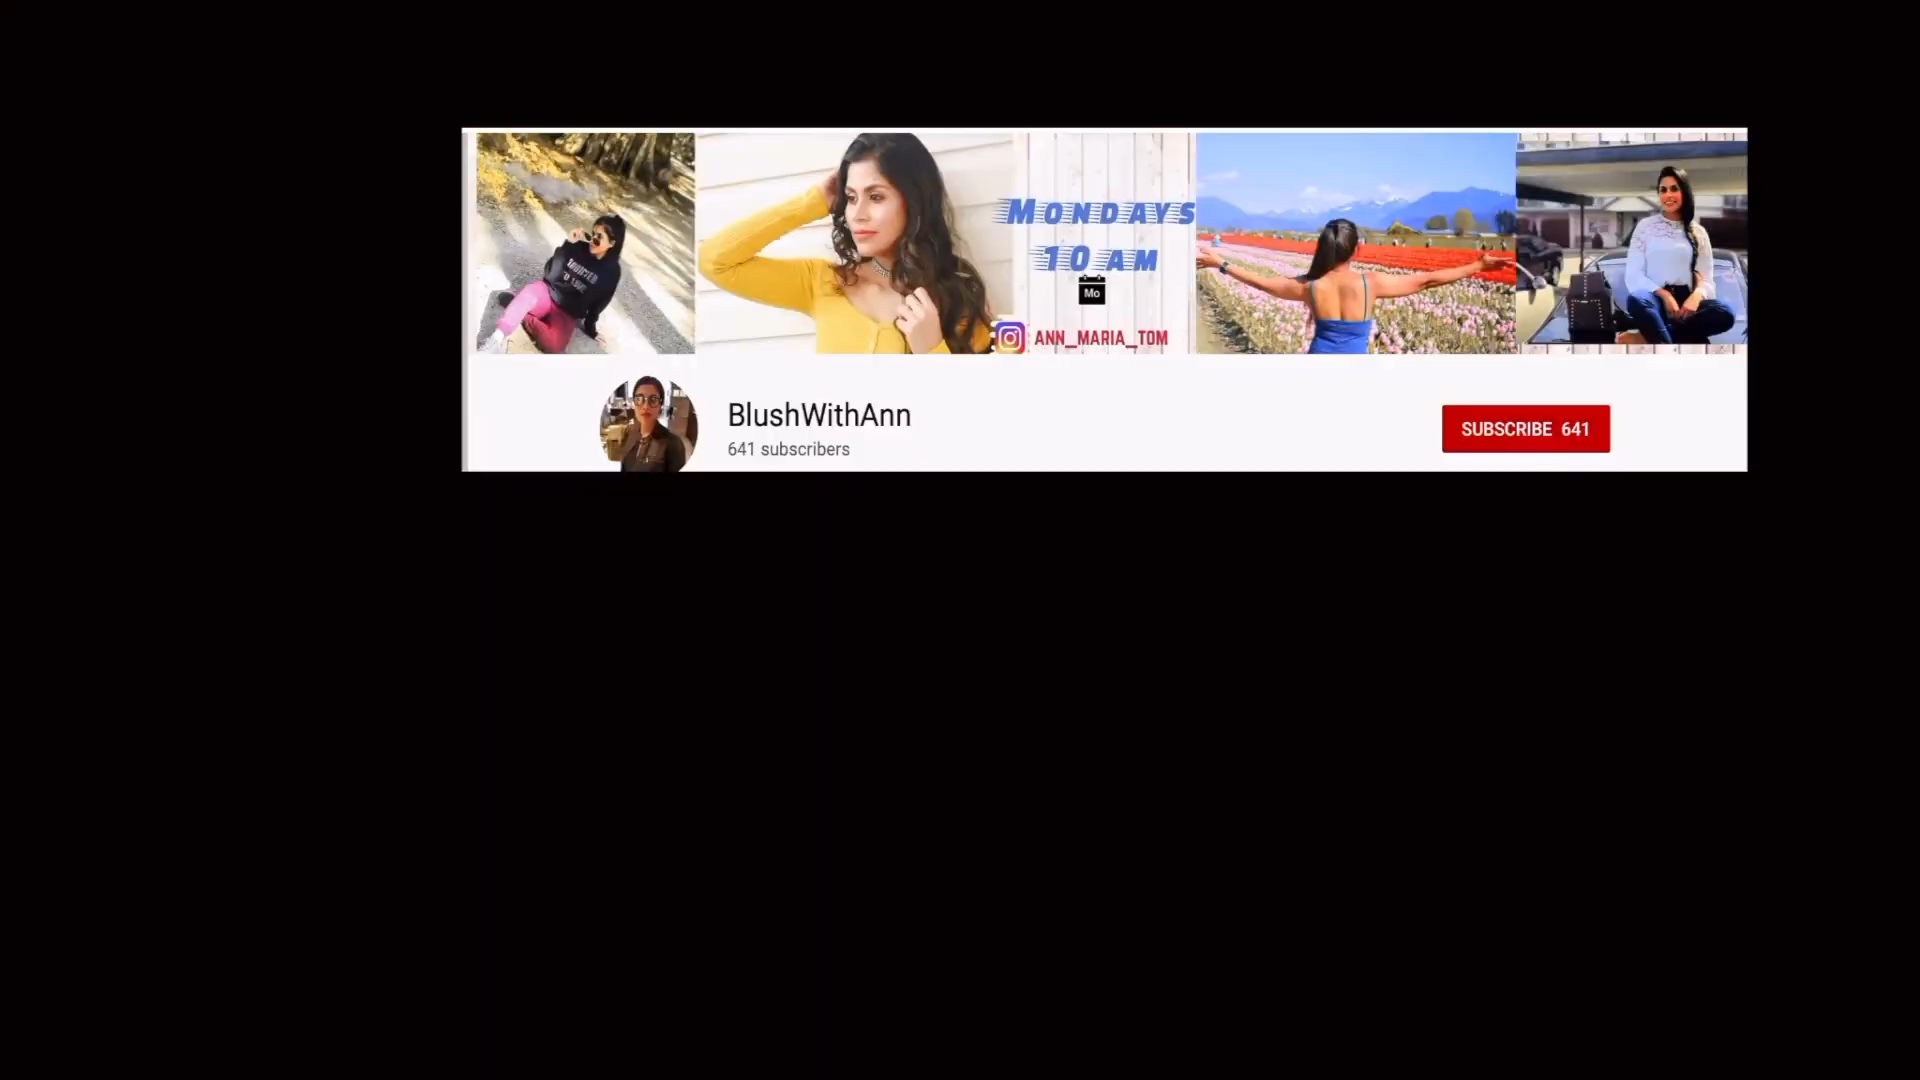 MONDAYS
10 AM
Mo
ANN_MARIA_TOM
BlushWithAnn
641 subscribers
SUBSCRIBE 641